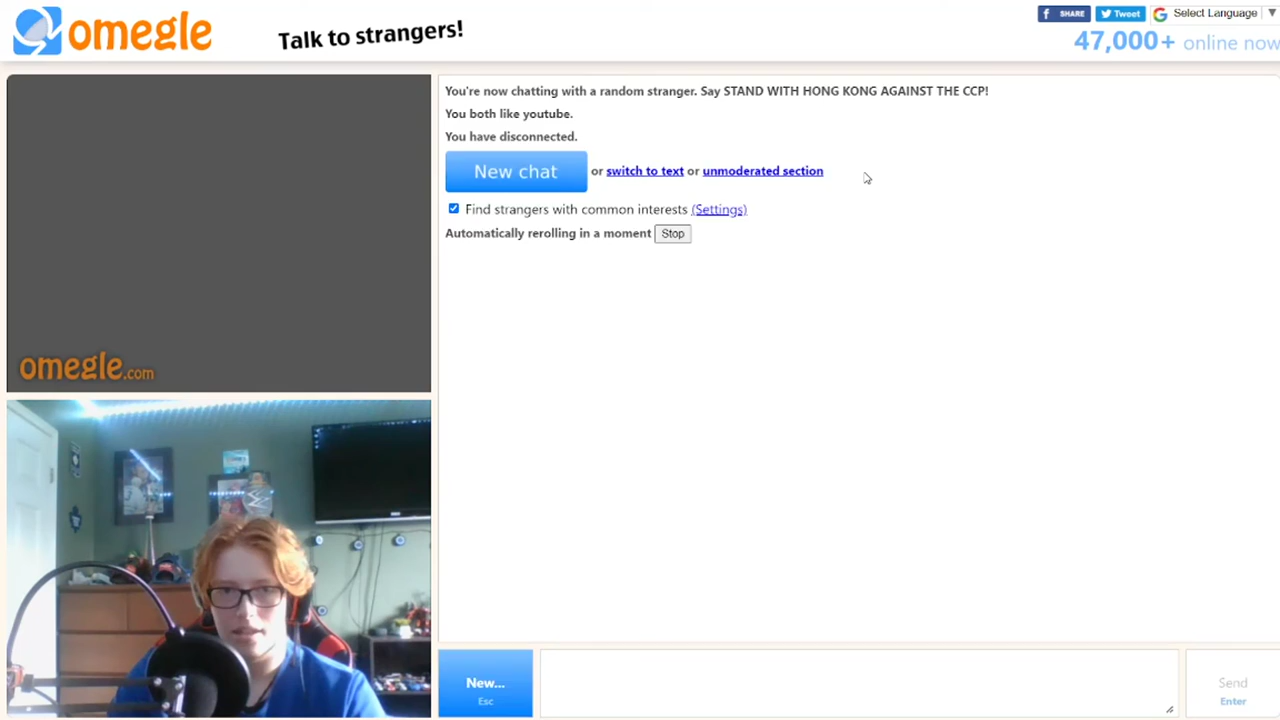 omegle
Talk to strangers!
SHARE
Tweet
Select Language
47,000+ online now
You're now chatting with a random stranger. Say STAND WITH HONG KONG AGAINST THE CCP!
You both like youtube.
You have disconnected.
New chat or switch to text or unmoderated section
Find strangers with common interests (Settings)
Automatically rerolling in a moment Stop
omegle.com
New...
Esc
Send
Enter